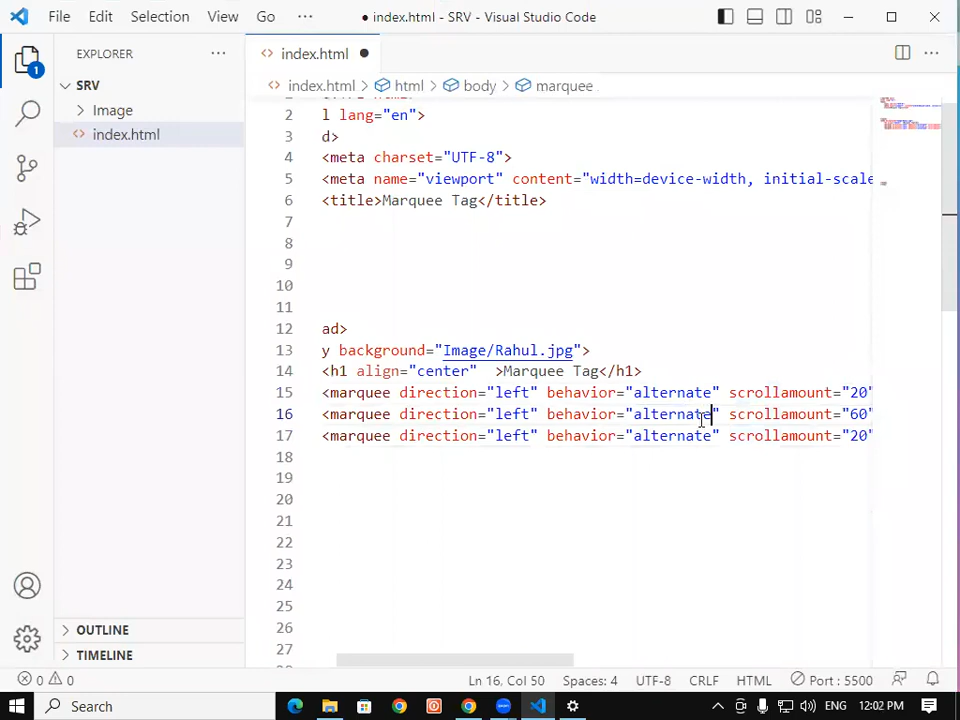 File Edit Selection View Go ··· ● index.html - SRV - Visual Studio Code
EXPLORER ···
<> index.html ●
<> index.html > html > body > marquee
SRV
Image
<> index.html
2 l lang="en">
3 d>
4 <meta charset="UTF-8">
5 <meta name="viewport" content="width=device-width, initial-scale
6 <title>Marquee Tag</title>
7
8
9
10
11
12 ad>
13 y background="Image/Rahul.jpg">
14 <h1 align="center"  >Marquee Tag</h1>
15 <marquee direction="left" behavior="alternate" scrollamount="20"
16 <marquee direction="left" behavior="alternate" scrollamount="60"
17 <marquee direction="left" behavior="alternate" scrollamount="20"
18
19
20
21
22
23
24
25
26
27
1
OUTLINE
TIMELINE
0 0 Ln 16, Col 50 Spaces: 4 UTF-8 CRLF HTML Port : 5500
Search ENG 12:02 PM